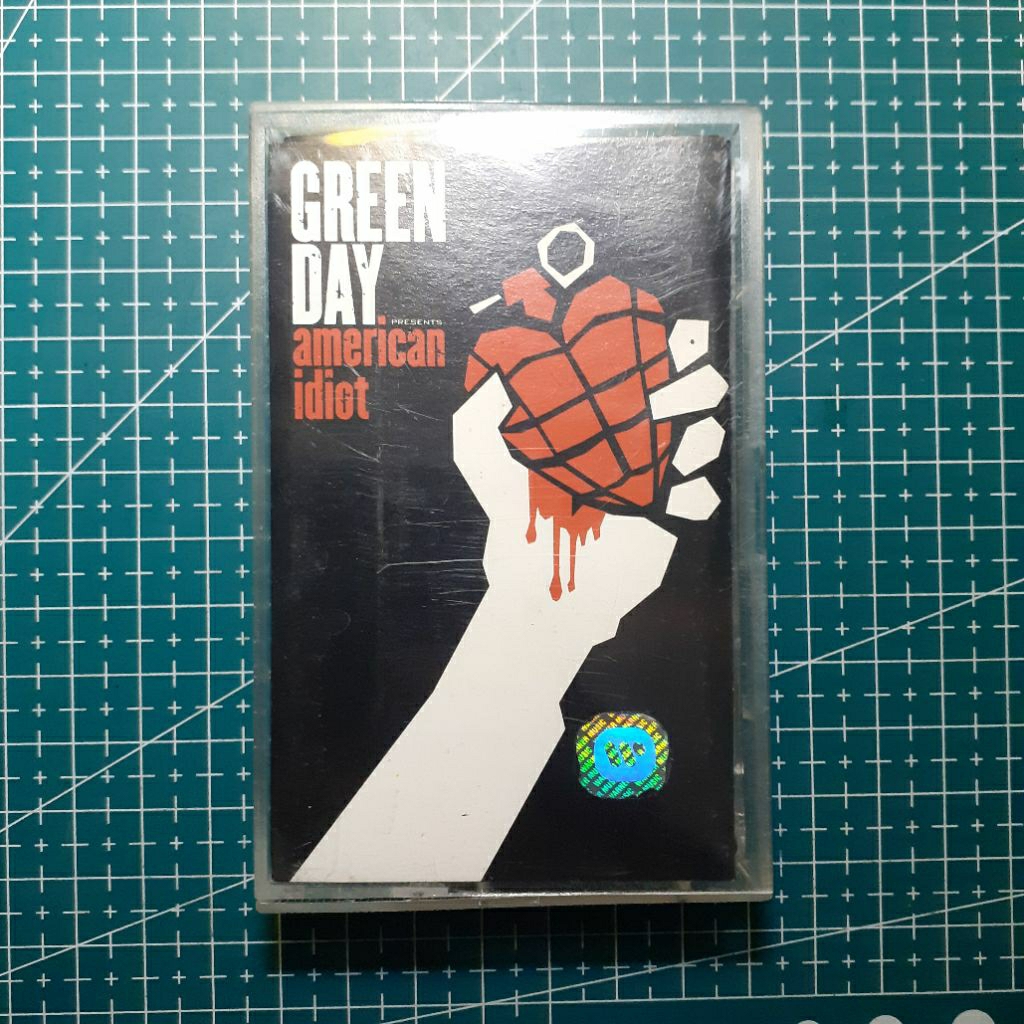 GREEN
DAY
PRESENTS
american
idiot